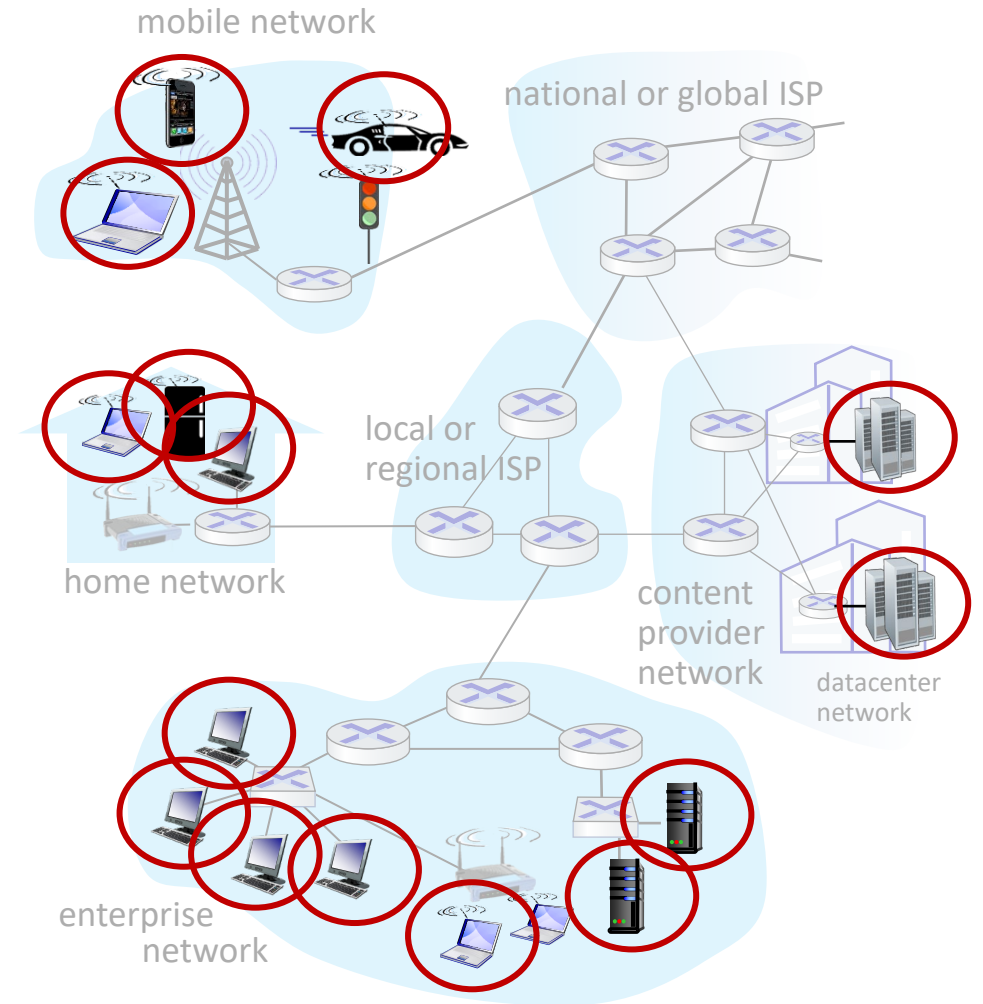 mobile network
national or global ISP
local or
regional ISP
home network
content
provider
network
datacenter
network
enterprise
network